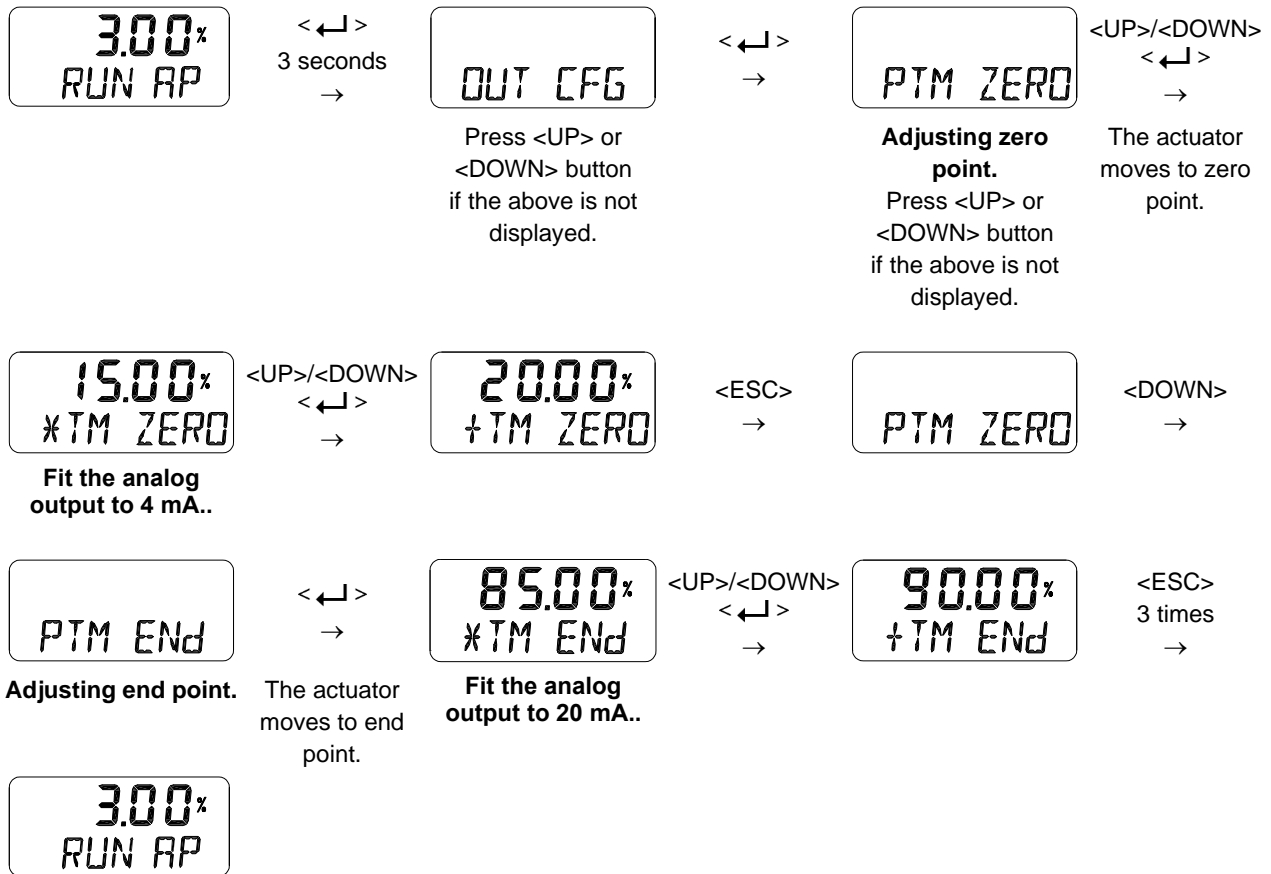 3.00%
RUN AP
< ↵ >
3 seconds
→
OUT CFG
Press <UP> or
<DOWN> button
if the above is not
displayed.
< ↵ >
→
PTM ZERO
Adjusting zero
point.
Press <UP> or
<DOWN> button
if the above is not
displayed.
<UP>/<DOWN>
< ↵ >
→
The actuator
moves to zero
point.
15.00%
*TM ZERO
Fit the analog
output to 4 mA..
<UP>/<DOWN>
< ↵ >
→
20.00%
+TM ZERO
<ESC>
→
PTM ZERO
<DOWN>
→
PTM ENd
Adjusting end point.
< ↵ >
→
The actuator
moves to end
point.
85.00%
*TM ENd
Fit the analog
output to 20 mA..
<UP>/<DOWN>
< ↵ >
→
90.00%
+TM ENd
<ESC>
3 times
→
3.00%
RUN AP